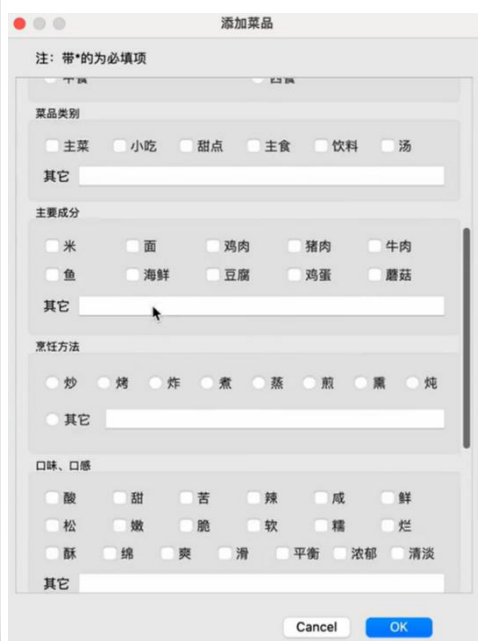 添加菜品
注：带*的为必填项
菜品类别
主菜 小吃 甜点 主食 饮料 汤
其它
主要成分
米 面 鸡肉 猪肉 牛肉
鱼 海鲜 豆腐 鸡蛋 蘑菇
其它
烹饪方法
炒 烤 炸 煮 蒸 煎 熏 炖
其它
口味、口感
酸 甜 苦 辣 咸 鲜
松 嫩 脆 软 糯 烂
酥 绵 爽 滑 平衡 浓郁 清淡
其它
Cancel OK